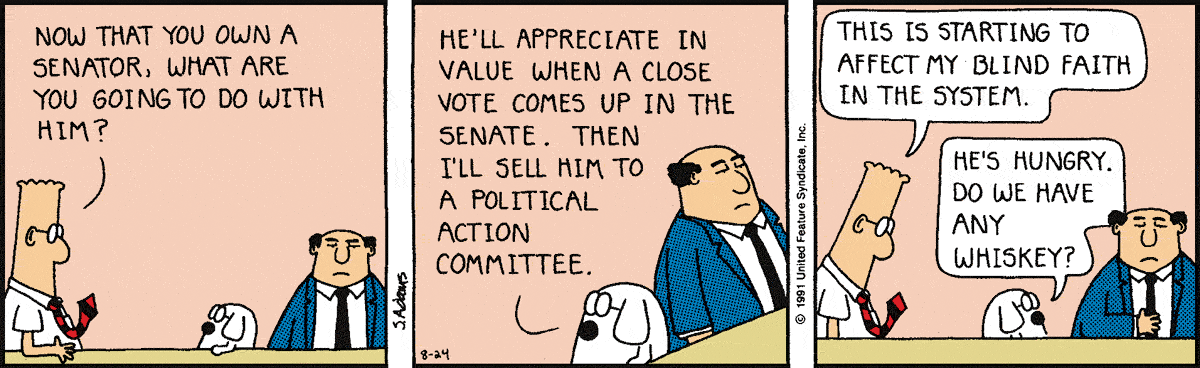 NOW THAT YOU OWN A
SENATOR, WHAT ARE
YOU GOING TO DO WITH
HIM?
S.Adams
HE'LL APPRECIATE IN
VALUE WHEN A CLOSE
VOTE COMES UP IN THE
SENATE. THEN
I'LL SELL HIM TO
A POLITICAL
ACTION
COMMITTEE.
8-24
© 1991 United Feature Syndicate, Inc.
THIS IS STARTING TO
AFFECT MY BLIND FAITH
IN THE SYSTEM.
HE'S HUNGRY.
DO WE HAVE
ANY
WHISKEY?